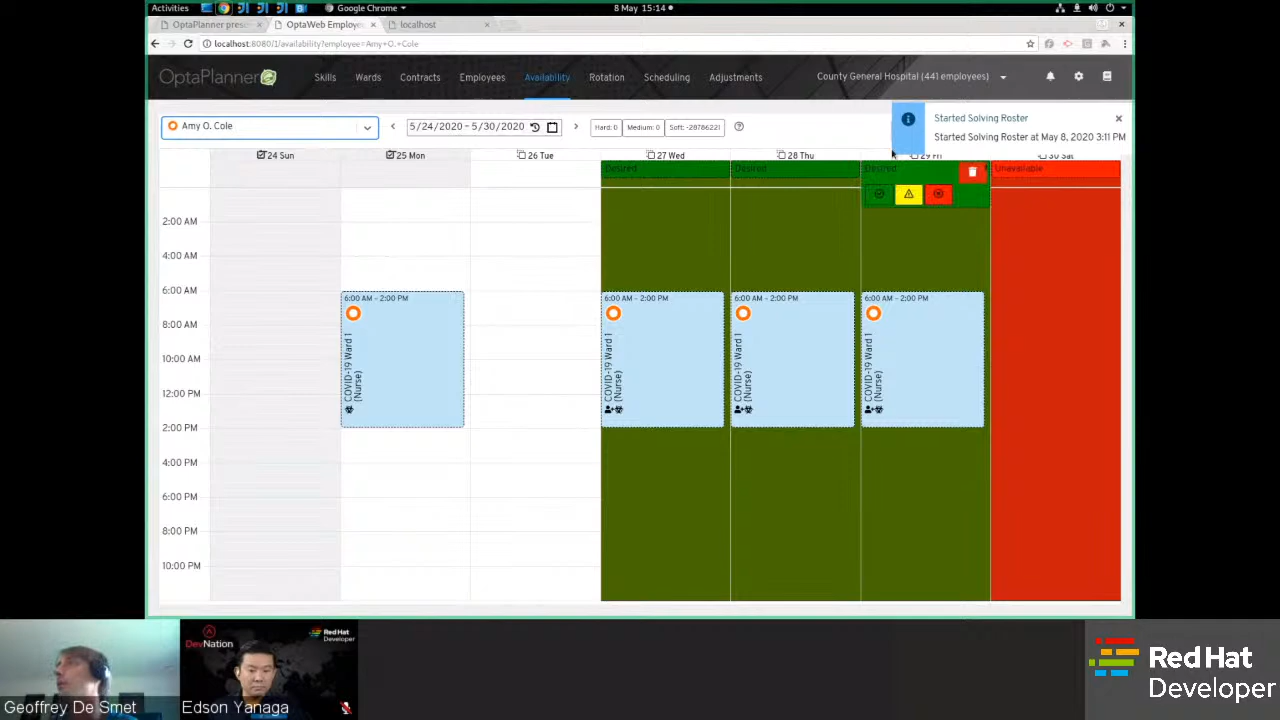 Activities
Google Chrome
8 May 15:14
OptaPlanner prese
OptaWeb Employe
localhost
localhost:8080/1/availability?employee=Amy+O.+Cole
OptaPlanner
Skills
Wards
Contracts
Employees
Availability
Rotation
Scheduling
Adjustments
County General Hospital (441 employees)
Amy O. Cole
5/24/2020 - 5/30/2020
Hard: 0
Medium: 0
Soft: -28786221
Started Solving Roster
Started Solving Roster at May 8, 2020 3:11 PM
24 Sun
25 Mon
26 Tue
27 Wed
28 Thu
29 Fri
30 Sat
Desired
Desired
Desired
Unavailable
2:00 AM
4:00 AM
6:00 AM
8:00 AM
10:00 AM
12:00 PM
2:00 PM
4:00 PM
6:00 PM
8:00 PM
10:00 PM
6:00 AM - 2:00 PM
COVID-19 Ward 1
(Nurse)
6:00 AM - 2:00 PM
COVID-19 Ward 1
(Nurse)
6:00 AM - 2:00 PM
COVID-19 Ward 1
(Nurse)
6:00 AM - 2:00 PM
COVID-19 Ward 1
(Nurse)
Geoffrey De Smet
DevNation
Red Hat
Developer
Edson Yanaga
Red Hat
Developer